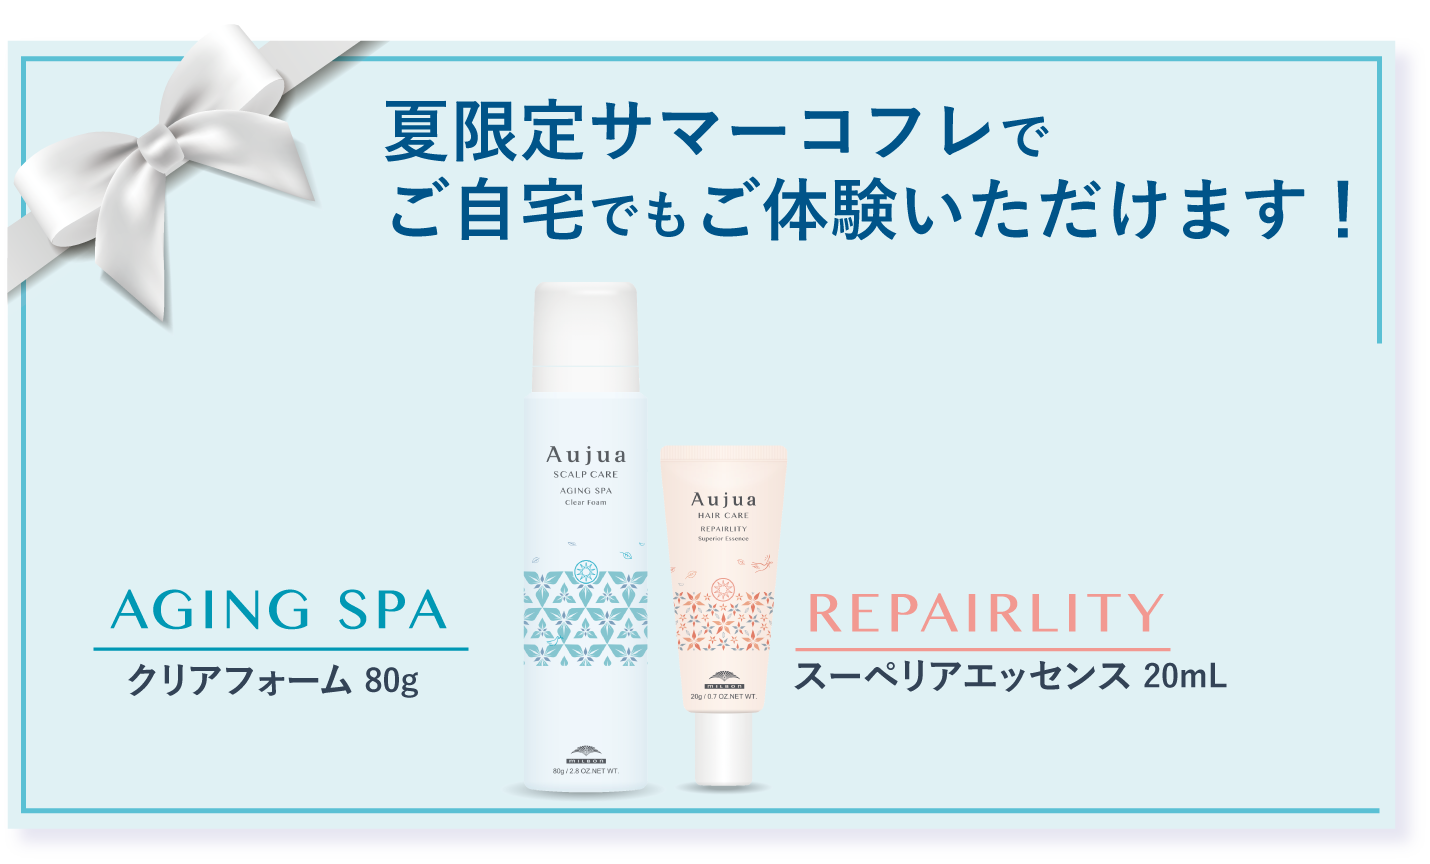 夏限定サマーコフレで
ご自宅でもご体験いただけます！
Aujua
SCALP CARE
AGING SPA
Clear Foam
milbon
80g / 2.8 OZ.NET WT.
Aujua
HAIR CARE
REPAIRLITY
Superior Essence
milbon
20g / 0.7 OZ.NET WT.
AGING SPA
クリアフォーム 80g
REPAIRLITY
スーペリアエッセンス 20mL